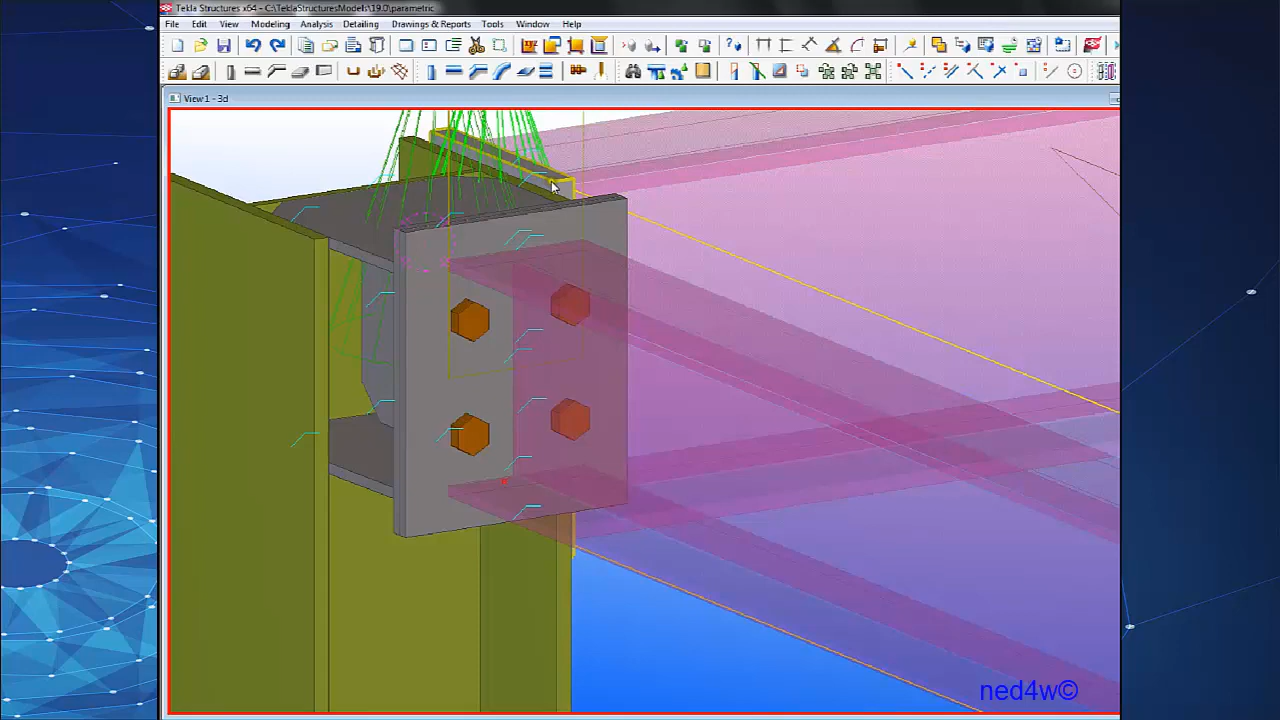 Tekla Structures x64 - C:\TeklaStructuresModels\19.0\parametric
File Edit View Modeling Analysis Detailing Drawings & Reports Tools Window Help
View 1 - 3d
ned4w©